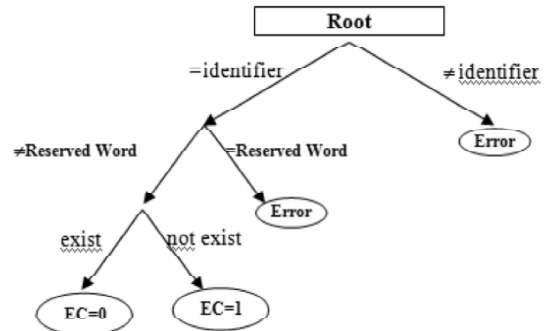 Root
=identifier
≠identifier
≠Reserved Word
=Reserved Word
Error
Error
exist
not exist
EC=0
EC=1